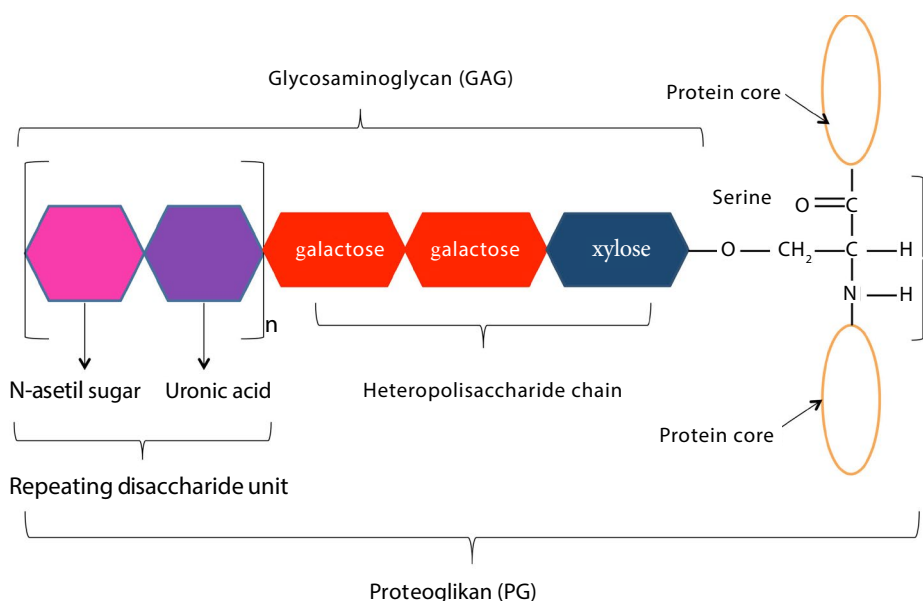 Glycosaminoglycan (GAG)
Protein core
Serine
O
C
galactose
galactose
xylose
O
CH2
C
H
N
H
n
N-asetil sugar
Uronic acid
Heteropolisaccharide chain
Protein core
Repeating disaccharide unit
Proteoglikan (PG)